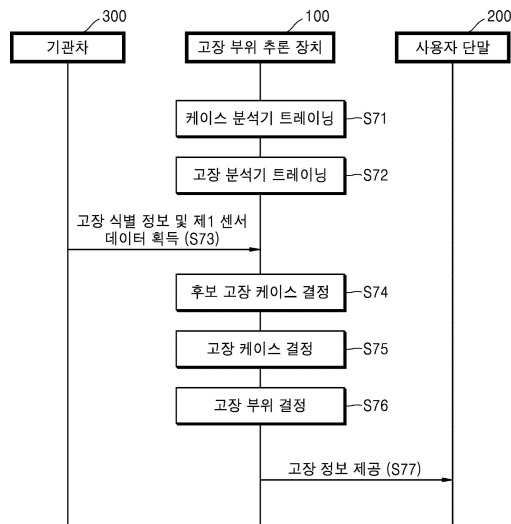 300
100
200
기관차
고장 부위 추론 장치
사용자 단말
케이스 분석기 트레이닝
S71
고장 분석기 트레이닝
S72
고장 식별 정보 및 제1 센서
데이터 획득 (S73)
후보 고장 케이스 결정
S74
고장 케이스 결정
S75
고장 부위 결정
S76
고장 정보 제공 (S77)